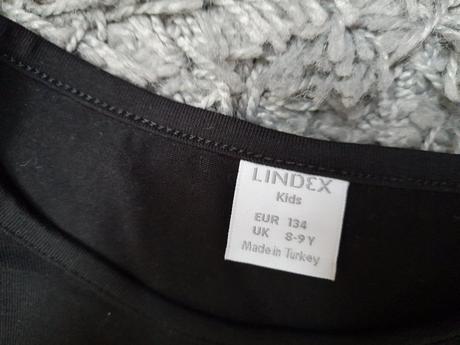 LINDEX
Kids
EUR 134
UK 8-9 Y
Made in Turkey